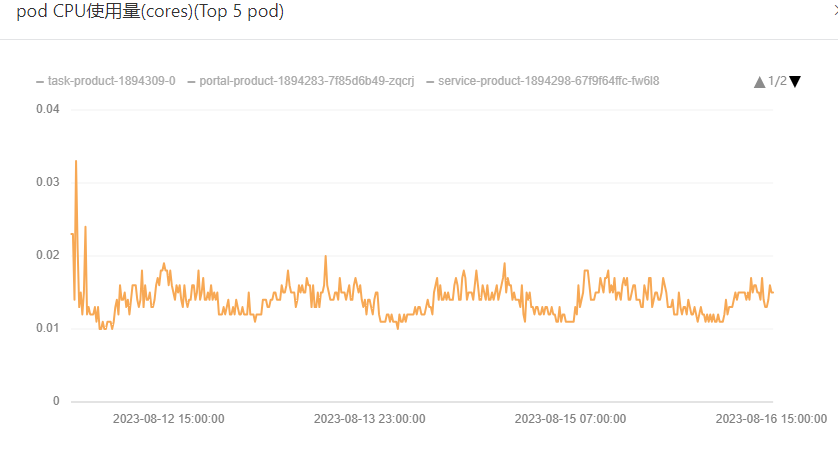 pod CPU使用量(cores)(Top 5 pod)
task-product-1894309-0 portal-product-1894283-7f85d6b49-zqcrj service-product-1894298-67f9f64ffc-fw6l8 1/2
0.04
0.03
0.02
0.01
0
2023-08-12 15:00:00 2023-08-13 23:00:00 2023-08-15 07:00:00 2023-08-16 15:00:00